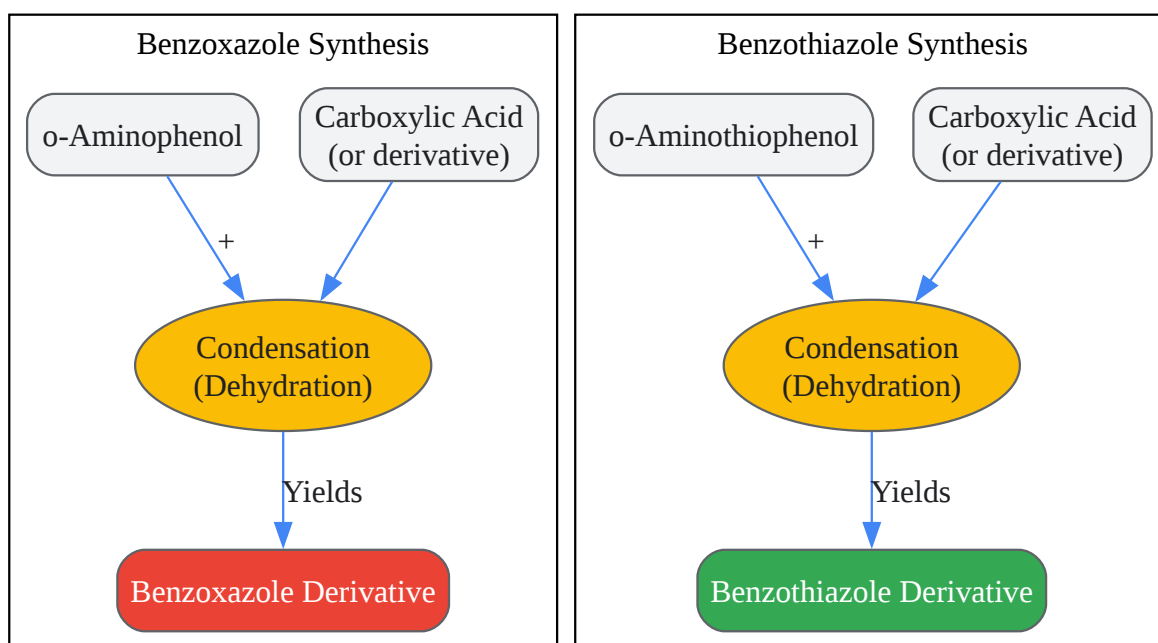 Benzoxazole Synthesis
o-Aminophenol
Carboxylic Acid
(or derivative)
+
Condensation
(Dehydration)
Yields
Benzoxazole Derivative
Benzothiazole Synthesis
o-Aminothiophenol
Carboxylic Acid
(or derivative)
+
Condensation
(Dehydration)
Yields
Benzothiazole Derivative